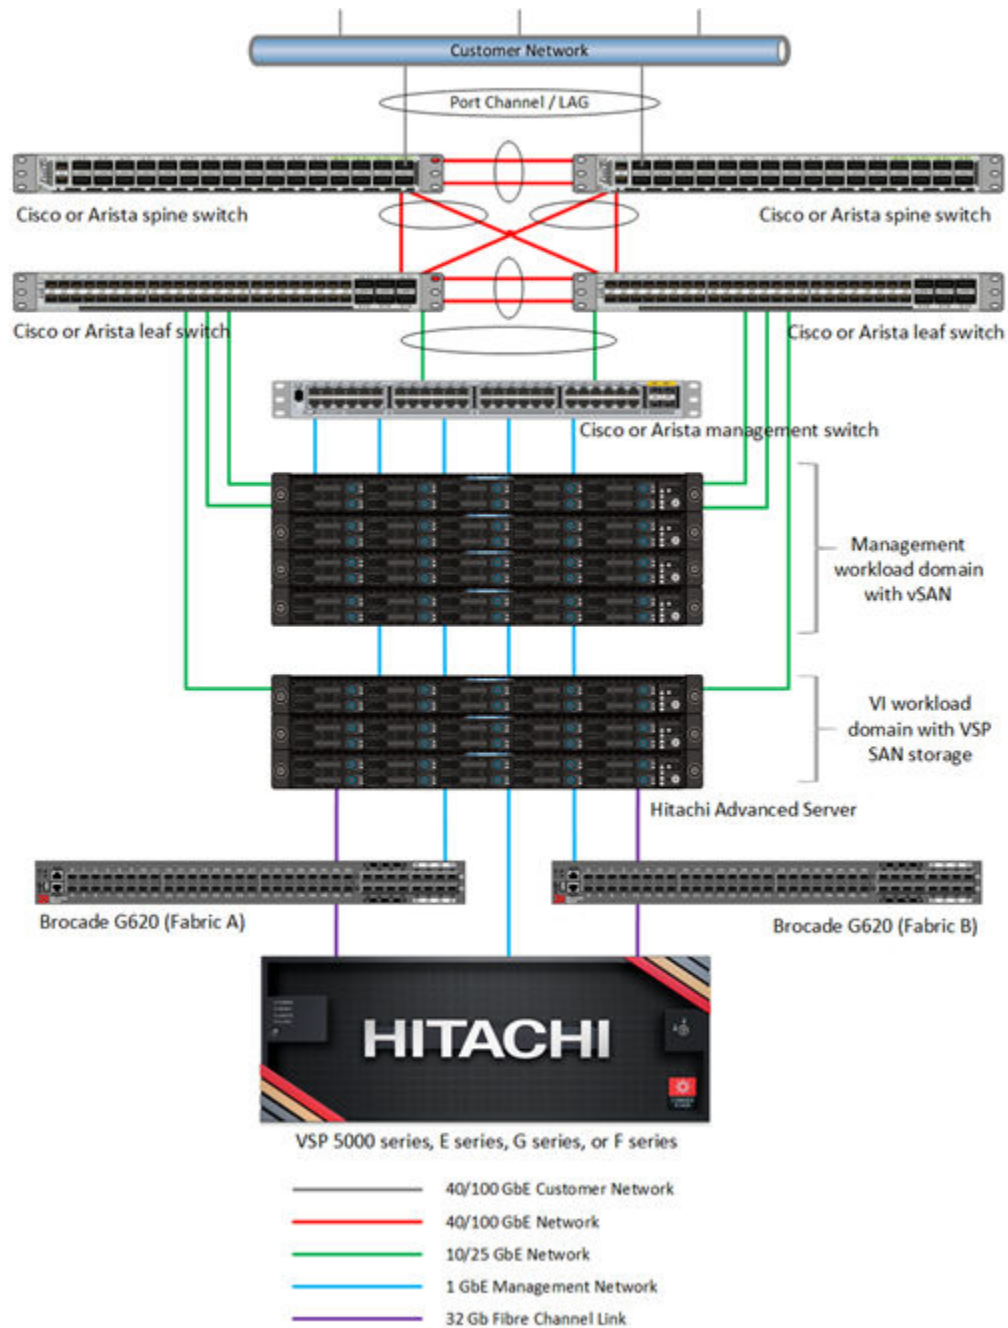 Customer Network
Port Channel / LAG
Cisco or Arista spine switch
Cisco or Arista spine switch
Cisco or Arista leaf switch
Cisco or Arista leaf switch
Cisco or Arista management switch
Management
workload domain
with vSAN
VI workload
domain with VSP
SAN storage
Hitachi Advanced Server
Brocade G620 (Fabric A)
Brocade G620 (Fabric B)
HITACHI
VSP 5000 series, E series, G series, or F series
40/100 GbE Customer Network
40/100 GbE Network
10/25 GbE Network
1 GbE Management Network
32 Gb Fibre Channel Link